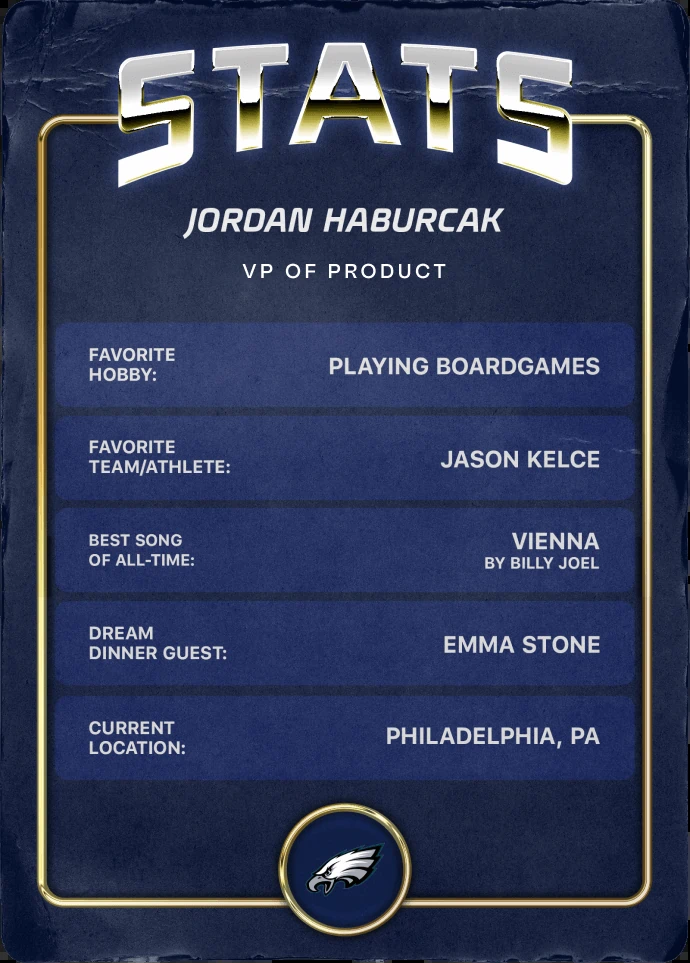 STATS
JORDAN HABURCAK
VP OF PRODUCT
FAVORITE
HOBBY:
PLAYING BOARDGAMES
FAVORITE
TEAM/ATHLETE:
JASON KELCE
BEST SONG
OF ALL-TIME:
VIENNA
BY BILLY JOEL
DREAM
DINNER GUEST:
EMMA STONE
CURRENT
LOCATION:
PHILADELPHIA, PA